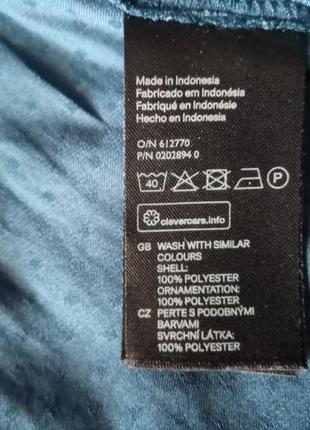 Made in Indonesia
Fabricado em Indonésia
Fabriqué en Indonésie
Hecho en Indonesia
O/N 612770
P/N 0202894 0
40 P
clevercare.info
GB WASH WITH SIMILAR
COLOURS
SHELL:
100% POLYESTER
ORNAMENTATION:
100% POLYESTER
CZ PERTE S PODOBNÝMI
BARVAMI
SVRCHNÍ LÁTKA:
100% POLYESTER